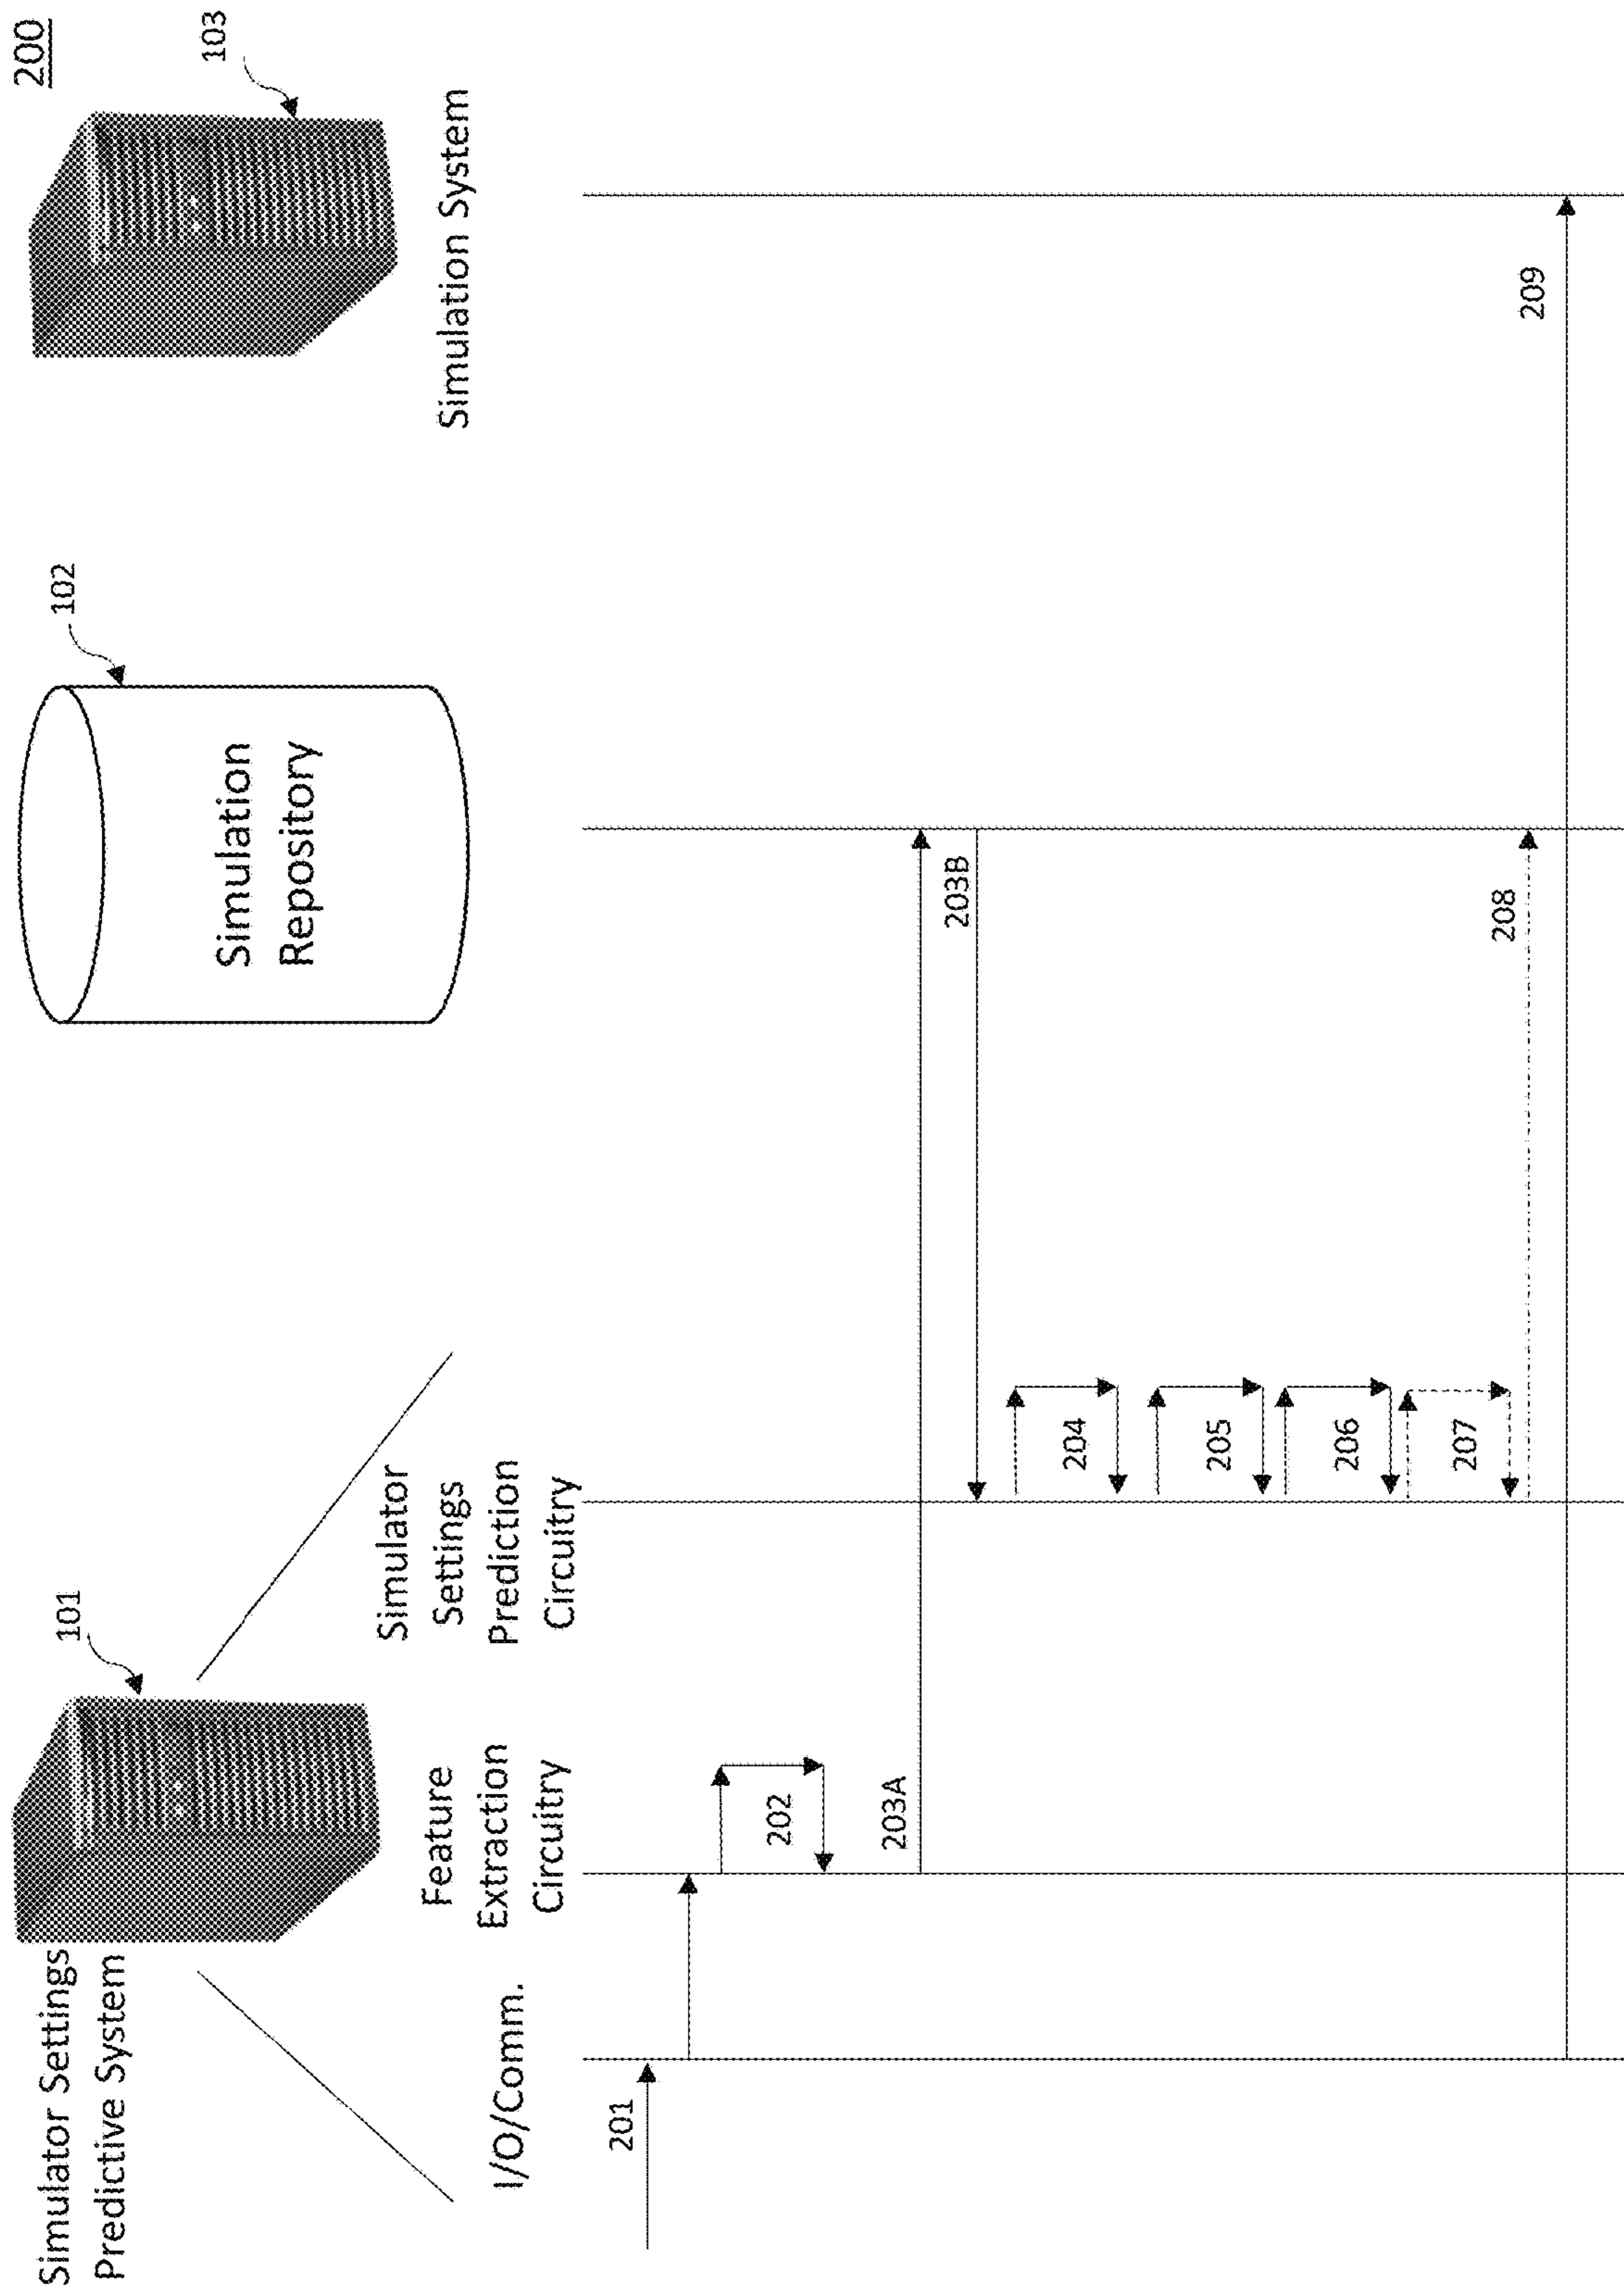 200
Simulator Settings
Predictive System
101
Simulation
Repository
102
103
Simulation System
I/O/Comm.
Feature
Extraction
Circuitry
Simulator
Settings
Prediction
Circuitry
201
202
203A
203B
204
205
206
207
208
209